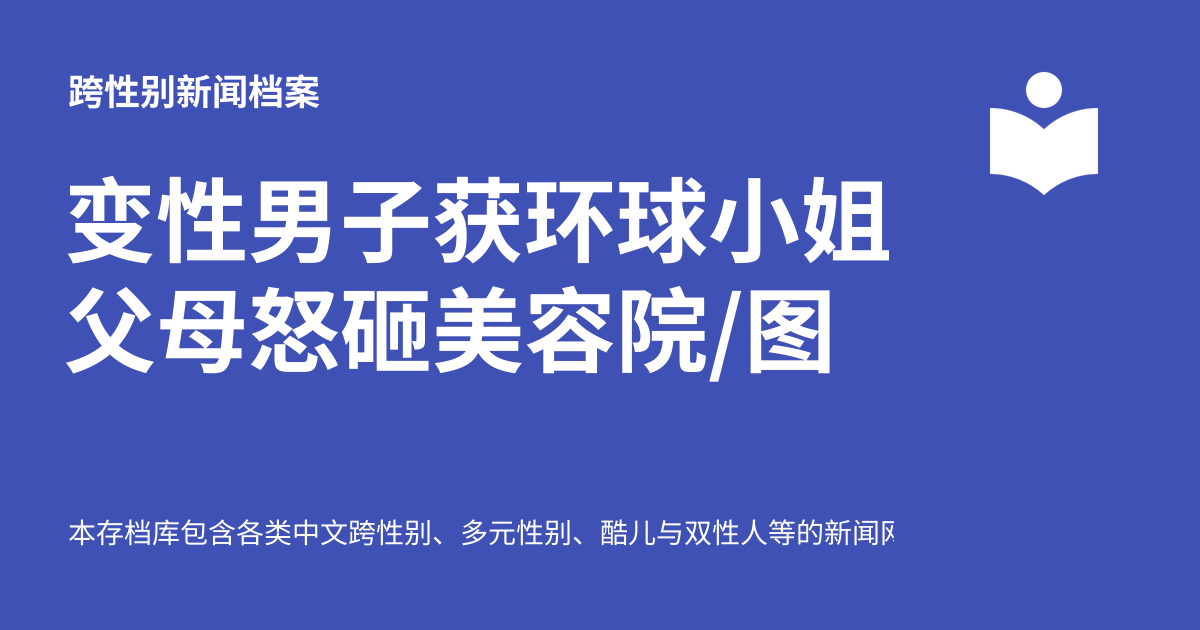 跨性别新闻档案
变性男子获环球小姐
父母怒砸美容院/图
本存档库包含各类中文跨性别、多元性别、酷儿与双性人等的新闻